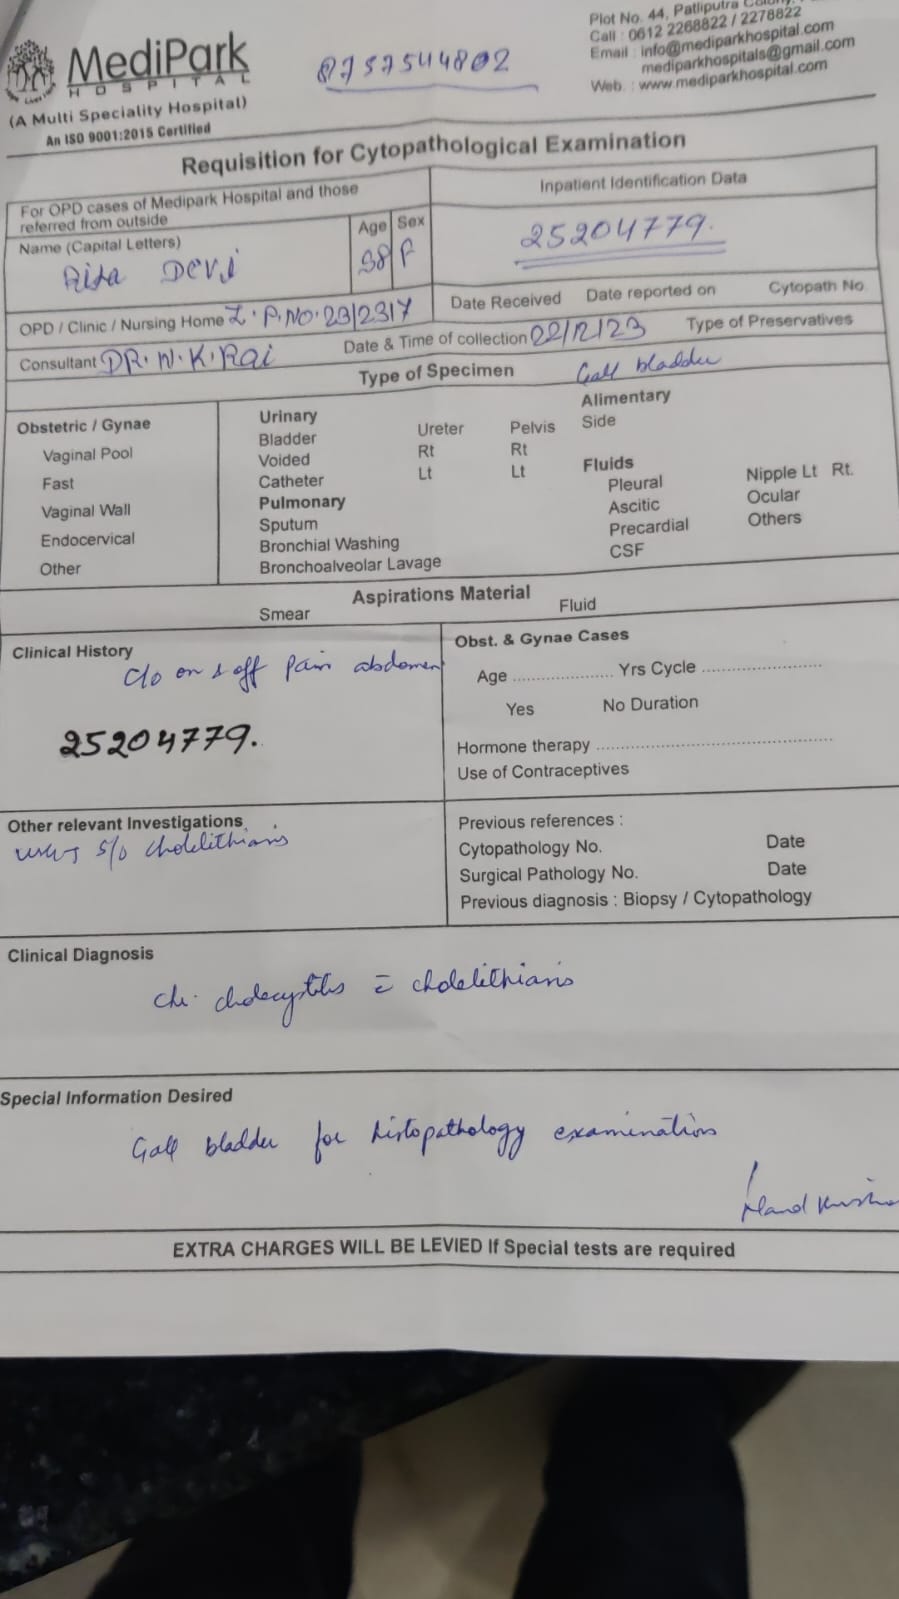 MediPark
HOSPITAL
(A Multi Speciality Hospital)
An ISO 9001:2015 Certified
8757544802
Plot No. 44, Patliputra Colony,
Call : 0612 2268822 / 2278822
Email : info@mediparkhospital.com
mediparkhospitals@gmail.com
Web. : www.mediparkhospital.com
Requisition for Cytopathological Examination
For OPD cases of Medipark Hospital and those
referred from outside
Inpatient Identification Data
Name (Capital Letters) Age Sex
Rita Devi 38 F
25204779.
OPD / Clinic / Nursing Home I.P.NO.23/2317
Date Received Date reported on Cytopath No.
Consultant DR. N.K. Rai
Date & Time of collection 22/12/23 Type of Preservatives
Type of Specimen Gall bladder
Obstetric / Gynae
Vaginal Pool
Fast
Vaginal Wall
Endocervical
Other
Urinary
Bladder Ureter Pelvis
Voided Rt Rt
Catheter Lt Lt
Pulmonary
Sputum
Bronchial Washing
Bronchoalveolar Lavage
Alimentary
Side
Fluids
Pleural Nipple Lt Rt.
Ascitic Ocular
Precardial Others
CSF
Aspirations Material
Smear Fluid
Clinical History
C/o on & off pain abdomen
25204779.
Obst. & Gynae Cases
Age .................... Yrs Cycle ........................
Yes No Duration
Hormone therapy ................................................
Use of Contraceptives
Other relevant Investigations
S/O cholelithiasis
Previous references :
Cytopathology No. Date
Surgical Pathology No. Date
Previous diagnosis : Biopsy / Cytopathology
Clinical Diagnosis
Ch. cholecystitis c̄ cholelithiasis
Special Information Desired
Gall bladder for histopathology examination
EXTRA CHARGES WILL BE LEVIED If Special tests are required